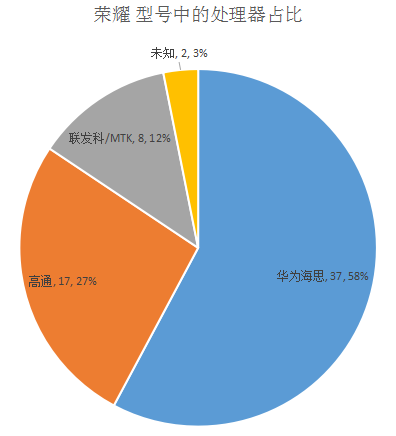 荣耀 型号中的处理器占比
未知, 2, 3%
联发科/MTK, 8, 12%
华为海思, 37, 58%
高通, 17, 27%